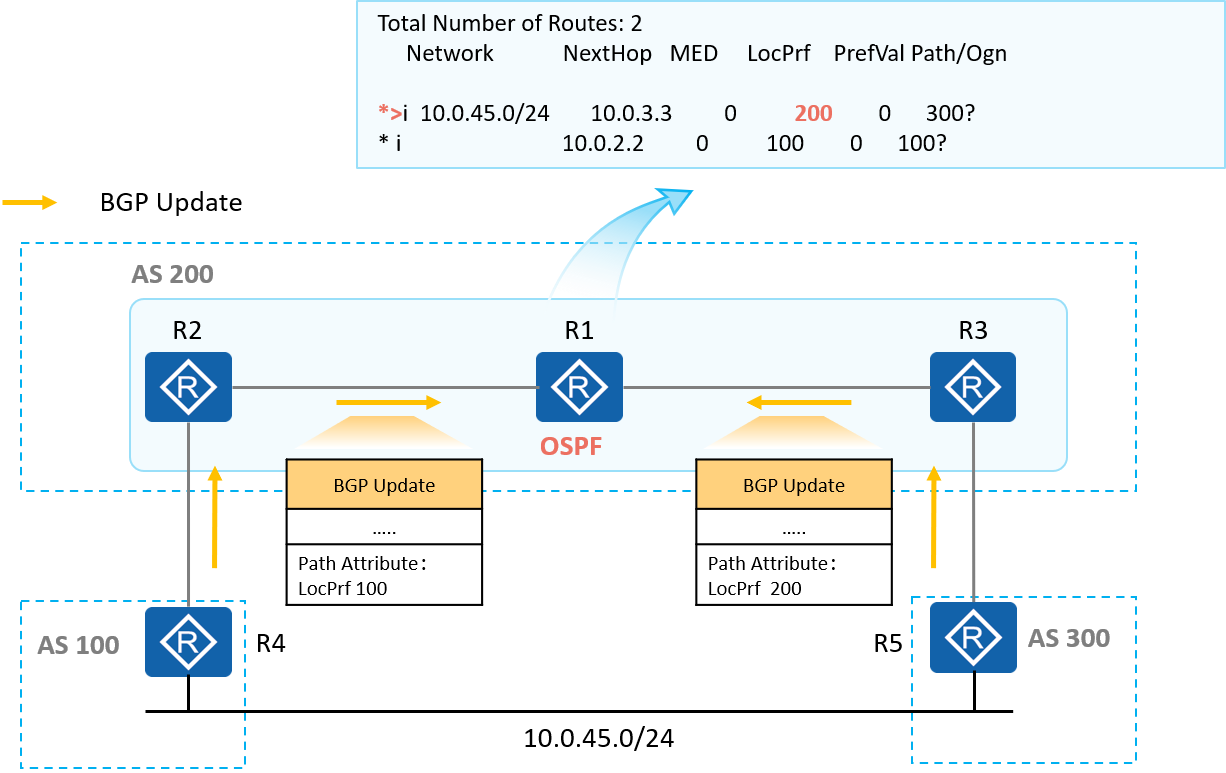 Total Number of Routes: 2
Network NextHop MED LocPrf PrefVal Path/Ogn
*>i 10.0.45.0/24 10.0.3.3 0 200 0 300?
* i 10.0.2.2 0 100 0 100?
BGP Update
AS 200
R2 R1 R3
R R R
OSPF
BGP Update
.....
Path Attribute:
LocPrf 100
BGP Update
.....
Path Attribute:
LocPrf 200
AS 100 R R4
R5 R AS 300
10.0.45.0/24